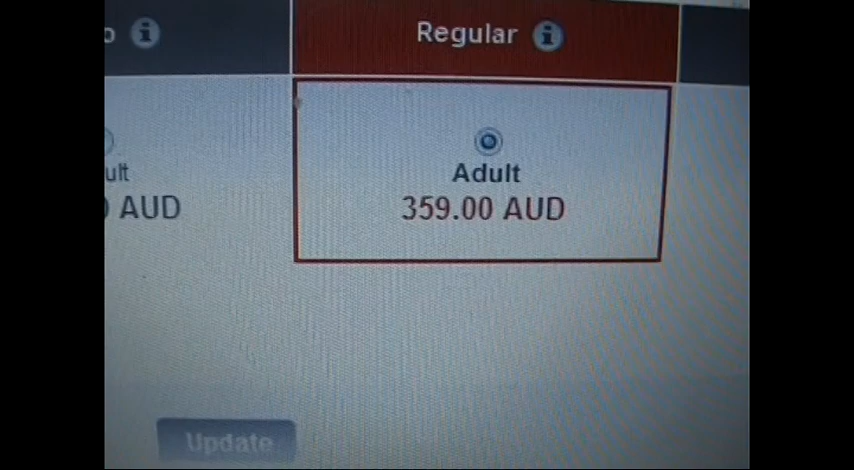 Regular
Adult
359.00 AUD
AUD
Update